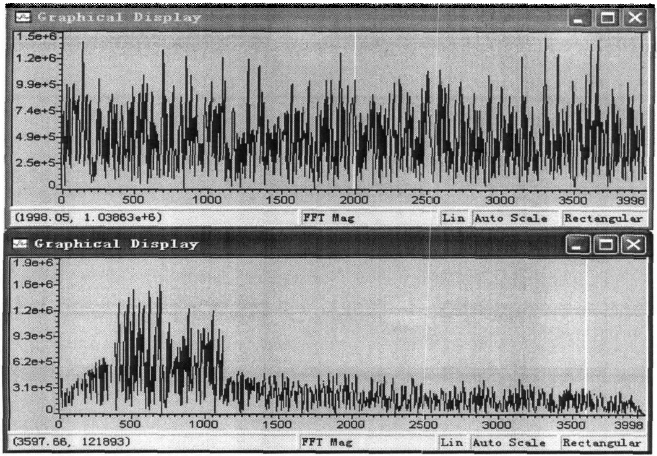 Graphical Display
1.5e+6
1.2e+6
9.9e+5
7.4e+5
4.9e+5
2.5e+5
0
0 500 1000 1500 2000 2500 3000 3500 3998
(1998.05, 1.03863e+6) FFT Mag Lin Auto Scale Rectangular
Graphical Display
1.9e+6
1.6e+6
1.2e+6
9.3e+5
6.2e+5
3.1e+5
0
0 500 1000 1500 2000 2500 3000 3500 3998
(3597.66, 121893) FFT Mag Lin Auto Scale Rectangular